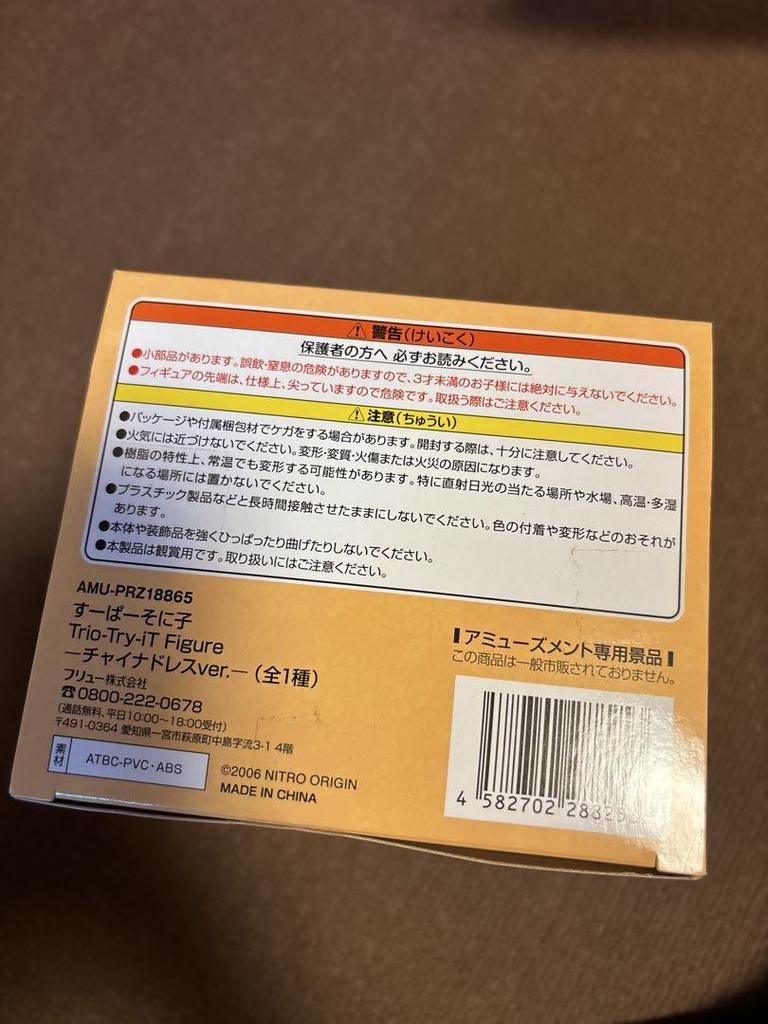 ⚠警告(けいこく)
保護者の方へ 必ずお読みください。
●小部品があります。誤飲・窒息の危険がありますので、3才未満のお子様には絶対に与えないでください。
●フィギュアの先端は、仕様上、尖っていますので危険です。取扱う際はご注意ください。
⚠注意(ちゅうい)
●パッケージや付属梱包材でケガをする場合があります。開封する際は、十分に注意してください。
●火気には近づけないでください。変形・変質・火傷または火災の原因になります。
●樹脂の特性上、常温でも変形する可能性があります。特に直射日光の当たる場所や水場、高温・多湿
になる場所には置かないでください。
●プラスチック製品などと長時間接触させたままにしないでください。色の付着や変形などのおそれが
あります。
●本体や装飾品を強くひっぱったり曲げたりしないでください。
●本製品は観賞用です。取り扱いにはご注意ください。
AMU-PRZ18865
すーぱーそに子
Trio-Try-iT Figure
―チャイナドレスver.― (全1種)
フリュー株式会社
☎0800-222-0678
(通話無料、平日10:00～18:00受付)
〒491-0364 愛知県一宮市萩原町中島字流3-1 4階
素材
ATBC-PVC・ABS
©2006 NITRO ORIGIN
MADE IN CHINA
アミューズメント専用景品
この商品は一般市販されておりません。
4 582702